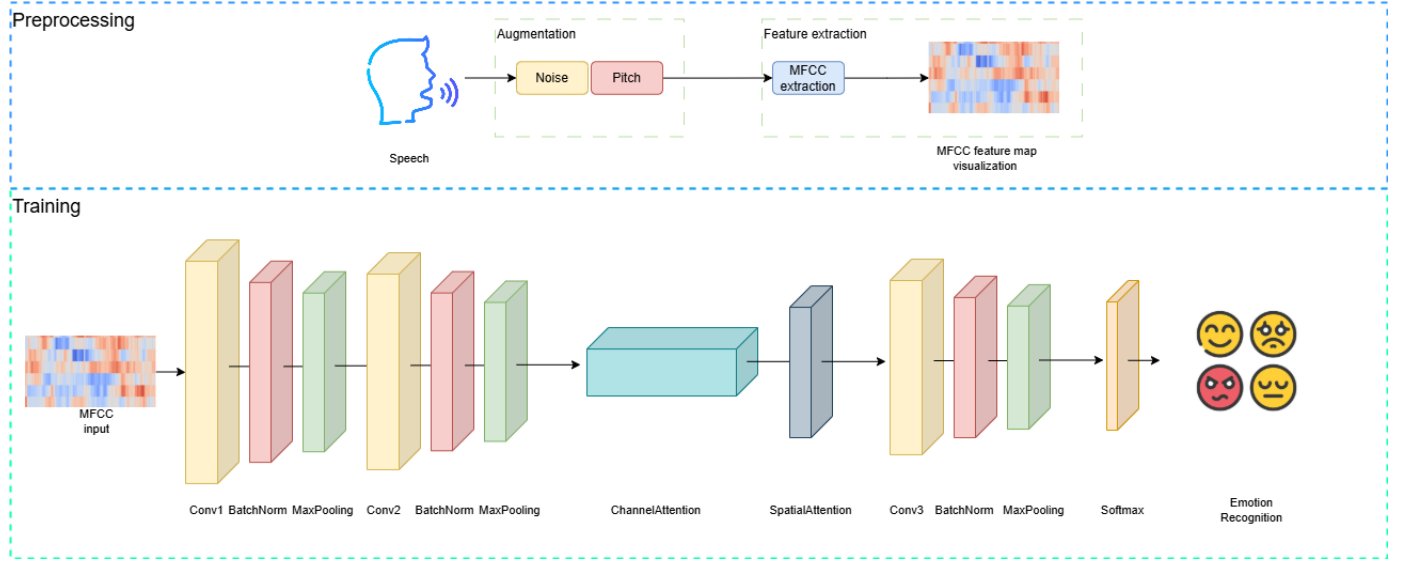 Preprocessing
Augmentation
Feature extraction
Noise
Pitch
MFCC
extraction
Speech
MFCC feature map
visualization
Training
MFCC
input
Conv1
BatchNorm
MaxPooling
Conv2
BatchNorm
MaxPooling
ChannelAttention
SpatialAttention
Conv3
BatchNorm
MaxPooling
Softmax
Emotion
Recognition